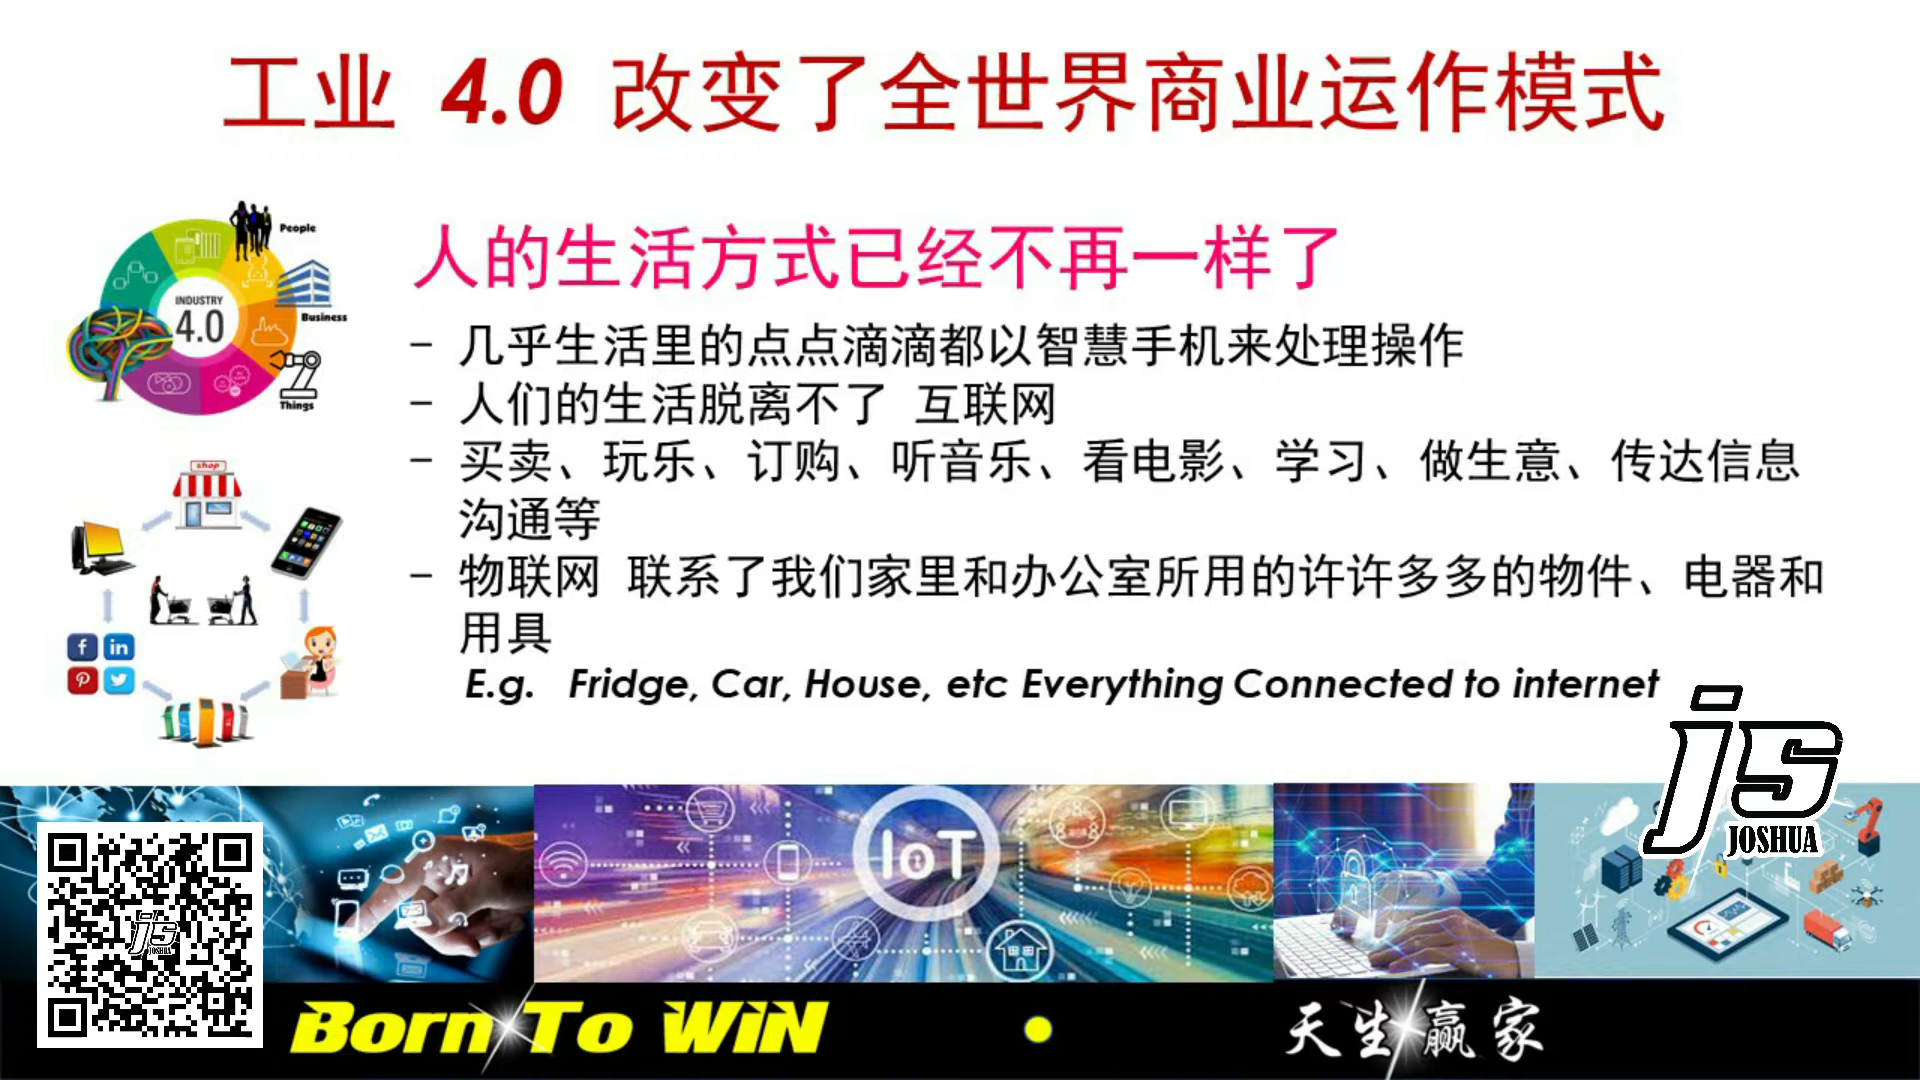 工业 4.0 改变了全世界商业运作模式
People
INDUSTRY
4.0
Business
Things
人的生活方式已经不再一样了
– 几乎生活里的点点滴滴都以智慧手机来处理操作
– 人们的生活脱离不了 互联网
– 买卖、玩乐、订购、听音乐、看电影、学习、做生意、传达信息
沟通等
– 物联网 联系了我们家里和办公室所用的许许多多的物件、电器和
用具
E.g. Fridge, Car, House, etc Everything Connected to internet
shop
f
in
js
JOSHUA
IoT
js
JOSHUA
Born To WiN
•
天生赢家